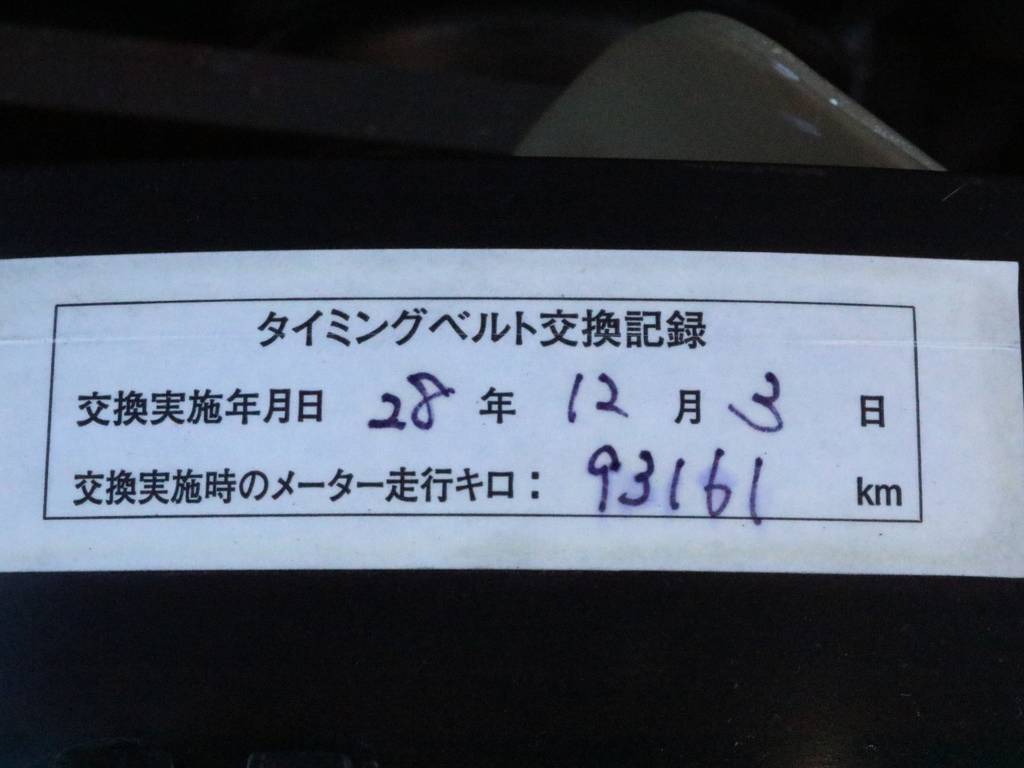 タイミングベルト交換記録
交換実施年月日 28 年 12 月 3 日
交換実施時のメーター走行キロ： 93161 km